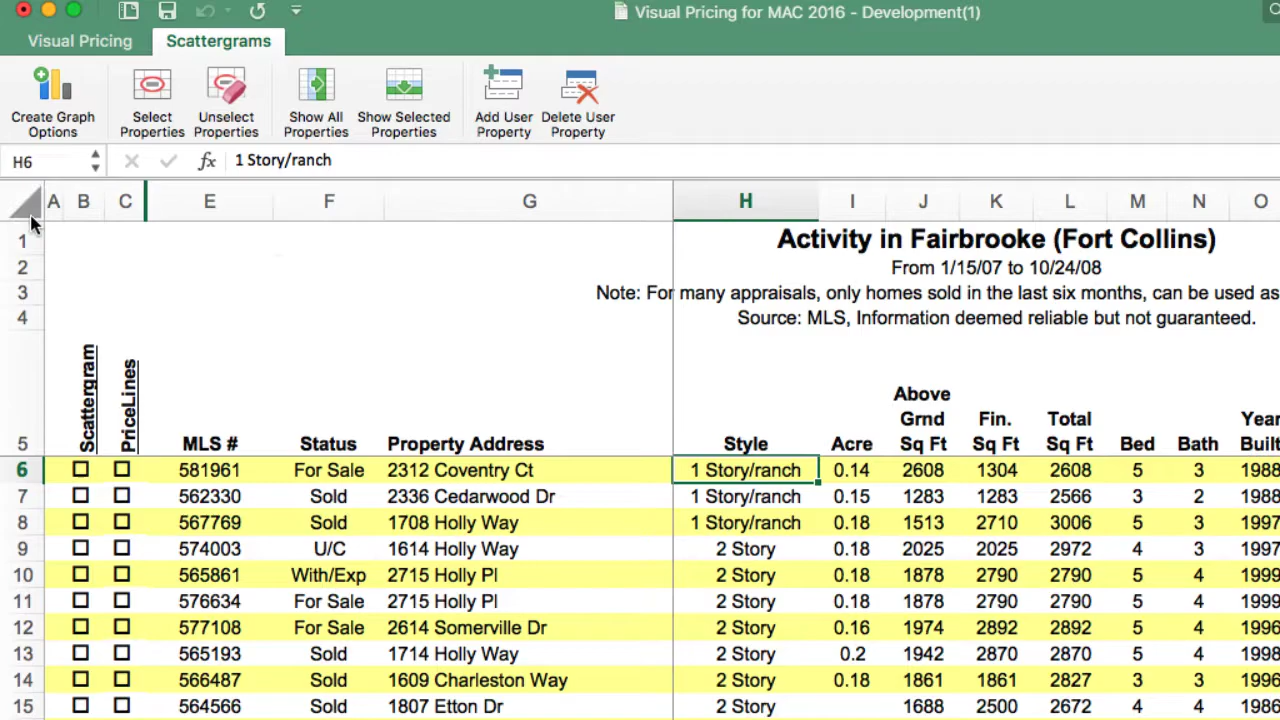 Visual Pricing for MAC 2016 - Development(1)
Visual Pricing Scattergrams
Create Graph Options
Select Properties
Unselect Properties
Show All Properties
Show Selected Properties
Add User Property
Delete User Property
H6 fx 1 Story/ranch
A B C E F G H I J K L M N O
1 Activity in Fairbrooke (Fort Collins)
2 From 1/15/07 to 10/24/08
3 Note: For many appraisals, only homes sold in the last six months, can be used as
4 Source: MLS, Information deemed reliable but not guaranteed.
5 Scattergram PriceLines MLS # Status Property Address Style Acre Above Grnd Sq Ft Fin. Sq Ft Total Sq Ft Bed Bath Year Built
6 581961 For Sale 2312 Coventry Ct 1 Story/ranch 0.14 2608 1304 2608 5 3 1988
7 562330 Sold 2336 Cedarwood Dr 1 Story/ranch 0.15 1283 1283 2566 3 2 1988
8 567769 Sold 1708 Holly Way 1 Story/ranch 0.18 1513 2710 3006 5 3 1997
9 574003 U/C 1614 Holly Way 2 Story 0.18 2025 2025 2972 4 3 1997
10 565861 With/Exp 2715 Holly Pl 2 Story 0.18 1878 2790 2790 5 4 1999
11 576634 For Sale 2715 Holly Pl 2 Story 0.18 1878 2790 2790 5 4 1999
12 577108 For Sale 2614 Somerville Dr 2 Story 0.16 1974 2892 2892 5 4 1996
13 565193 Sold 1714 Holly Way 2 Story 0.2 1942 2870 2870 5 4 1998
14 566487 Sold 1609 Charleston Way 2 Story 0.18 1861 1861 2827 3 3 1996
15 564566 Sold 1807 Etton Dr 2 Story 1688 2500 2672 4 4 1986